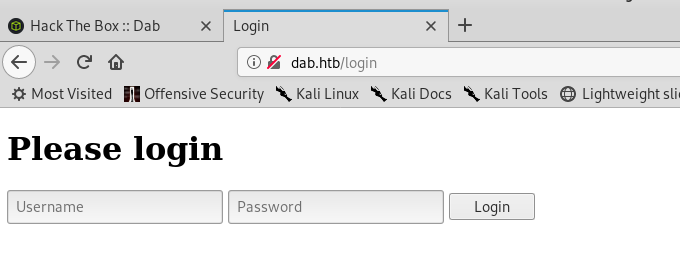 Hack The Box :: Dab Login
dab.htb/login
Most Visited Offensive Security Kali Linux Kali Docs Kali Tools Lightweight
Please login
Username Password Login